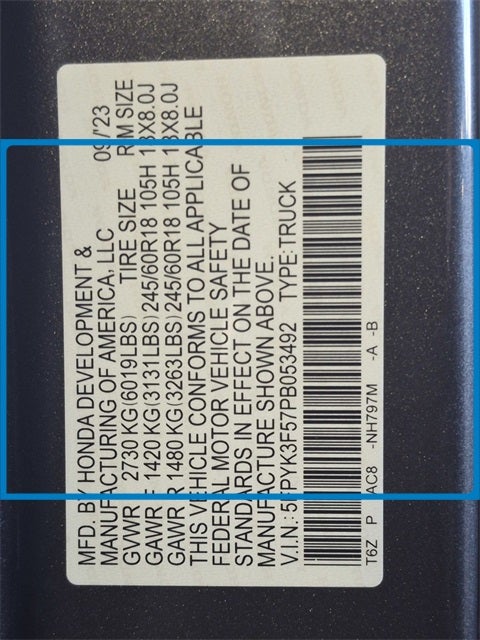 MFD. BY HONDA DEVELOPMENT &
MANUFACTURING OF AMERICA, LLC 09/'23
GVWR 2730 KG(6019LBS) TIRE SIZE RIM SIZE
GAWR F 1420 KG(3131LBS) 245/60R18 105H 18X8.0J
GAWR R 1480 KG(3263LBS) 245/60R18 105H 18X8.0J
THIS VEHICLE CONFORMS TO ALL APPLICABLE
FEDERAL MOTOR VEHICLE SAFETY
STANDARDS IN EFFECT ON THE DATE OF
MANUFACTURE SHOWN ABOVE.
V.I.N.: 5FPYK3F57PB053492 TYPE:TRUCK
T6Z P AC8 -NH797M -A -B